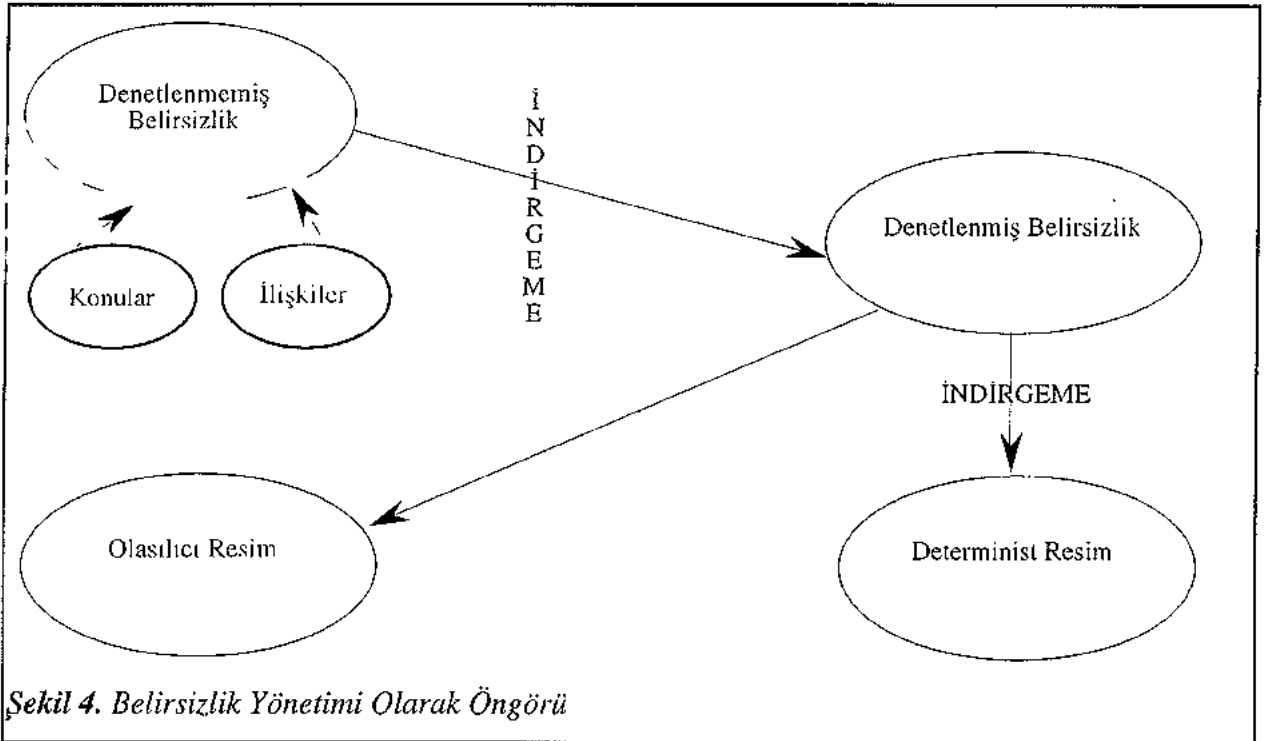 Denetlenmemiş
Belirsizlik
İNDİRGEME
Denetlenmiş Belirsizlik
Konular
İlişkiler
İNDİRGEME
Olasılıcı Resim
Determinist Resim
Şekil 4. Belirsizlik Yönetimi Olarak Öngörü